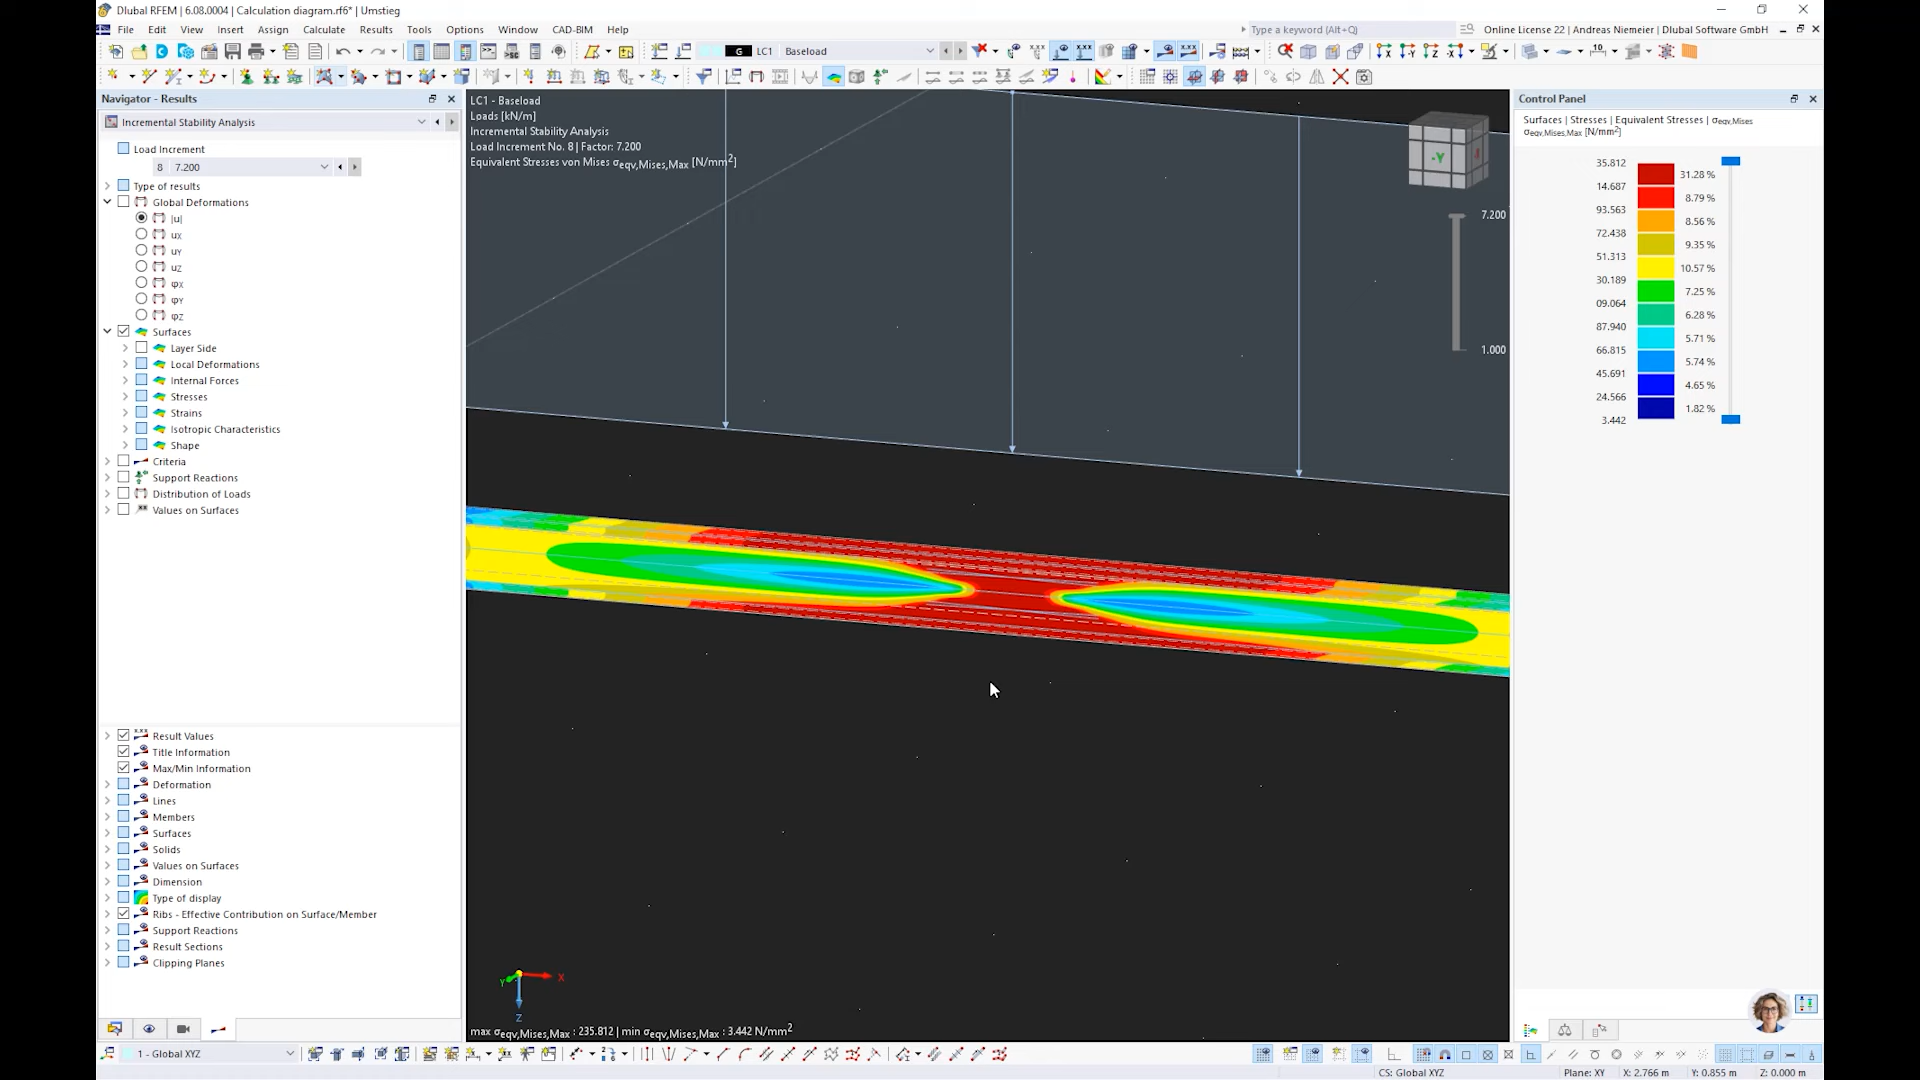 Dlubal RFEM | 6.08.0004 | Calculation diagram.rf6* | Umstieg
File Edit View Insert Assign Calculate Results Tools Options Window CAD-BIM Help
Type a keyword (Alt+Q)
Online License 22 | Andreas Niemeier | Dlubal Software GmbH
G LC1 Baseload
Navigator - Results
Incremental Stability Analysis
Load Increment
8 7.200
Type of results
Global Deformations
|u|
uX
uY
uZ
φX
φY
φZ
Surfaces
Layer Side
Local Deformations
Internal Forces
Stresses
Strains
Isotropic Characteristics
Shape
Criteria
Support Reactions
Distribution of Loads
Values on Surfaces
Result Values
Title Information
Max/Min Information
Deformation
Lines
Members
Surfaces
Solids
Values on Surfaces
Dimension
Type of display
Ribs - Effective Contribution on Surface/Member
Support Reactions
Result Sections
Clipping Planes
LC1 - Baseload
Loads [kN/m]
Incremental Stability Analysis
Load Increment No. 8 | Factor: 7.200
Equivalent Stresses von Mises σeqv,Mises,Max [N/mm2]
-Y
7.200
1.000
X
Y
Z
max σeqv,Mises,Max : 235.812 | min σeqv,Mises,Max : 3.442 N/mm2
Control Panel
Surfaces | Stresses | Equivalent Stresses | σeqv,Mises
σeqv,Mises,Max [N/mm2]
35.812
31.28 %
14.687
8.79 %
93.563
8.56 %
72.438
9.35 %
51.313
10.57 %
30.189
7.25 %
09.064
6.28 %
87.940
5.71 %
66.815
5.74 %
45.691
4.65 %
24.566
1.82 %
3.442
1 - Global XYZ
CS: Global XYZ
Plane: XY X: 2.766 m Y: 0.855 m Z: 0.000 m